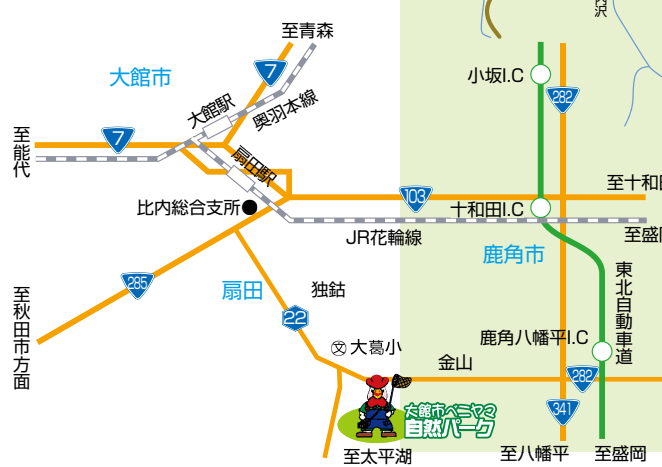 内沢
至青森
7
大館市
小坂I.C
大館駅
奥羽本線
282
7
至能代
扇田駅
103
至十和田
比内総合支所
十和田I.C
JR花輪線
至盛岡
鹿角市
285
扇田
独鈷
東北自動車道
至秋田市方面
22
文 大葛小
鹿角八幡平I.C
金山
282
大館市ベニヤマ
自然パーク
341
至太平湖
至八幡平
至盛岡